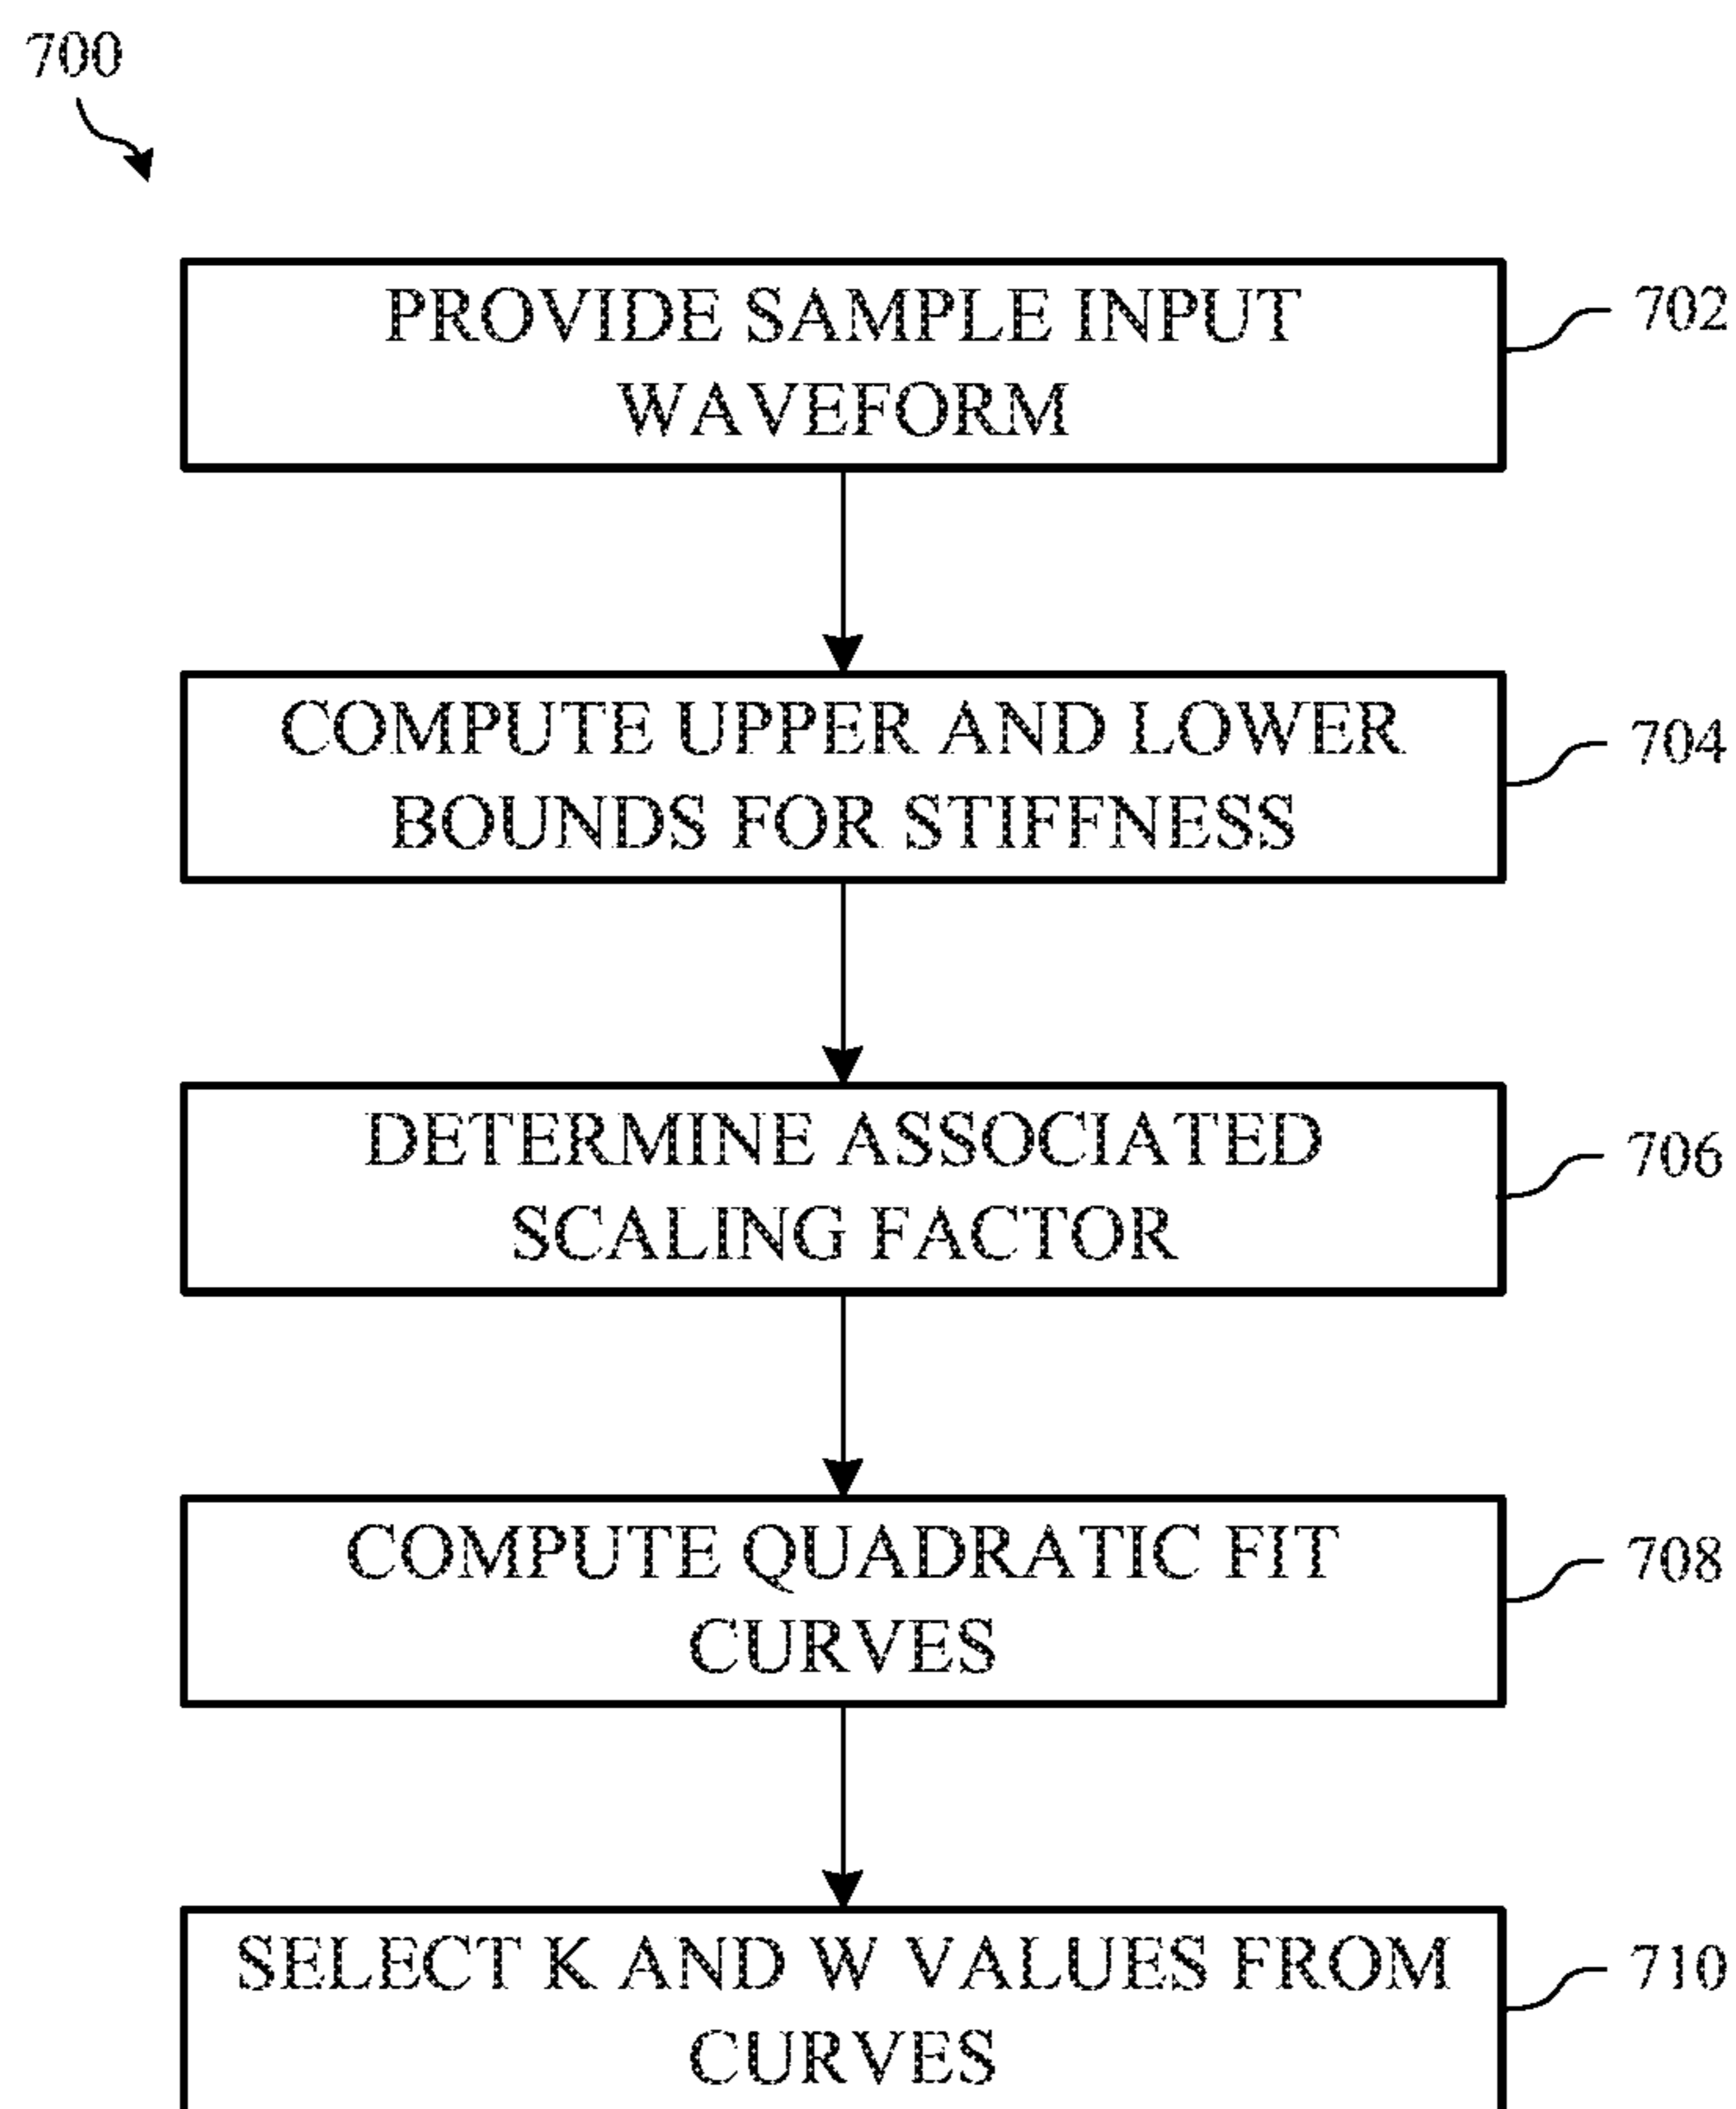 700
PROVIDE SAMPLE INPUT
WAVEFORM
702
COMPUTE UPPER AND LOWER
BOUNDS FOR STIFFNESS
704
DETERMINE ASSOCIATED
SCALING FACTOR
706
COMPUTE QUADRATIC FIT
CURVES
708
SELECT K AND W VALUES FROM
CURVES
710